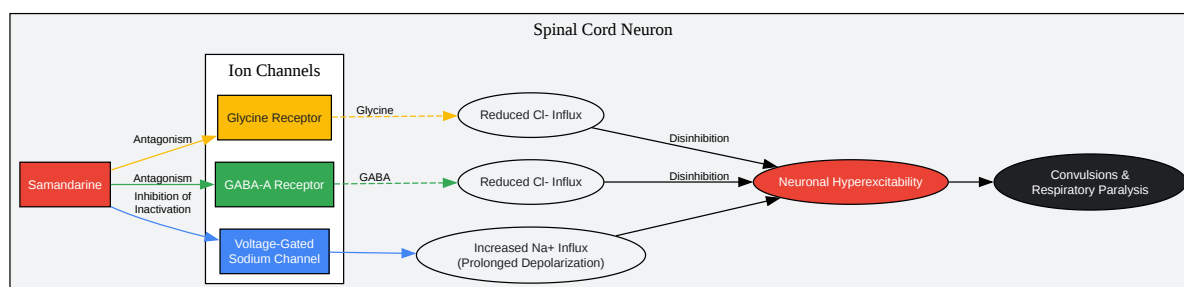 Spinal Cord Neuron
Ion Channels
Glycine Receptor
Glycine
Reduced Cl- Influx
Antagonism
Disinhibition
Samandarine
Antagonism
GABA-A Receptor
GABA
Reduced Cl- Influx
Disinhibition
Neuronal Hyperexcitability
Convulsions &
Respiratory Paralysis
Inhibition of
Inactivation
Voltage-Gated
Sodium Channel
Increased Na+ Influx
(Prolonged Depolarization)